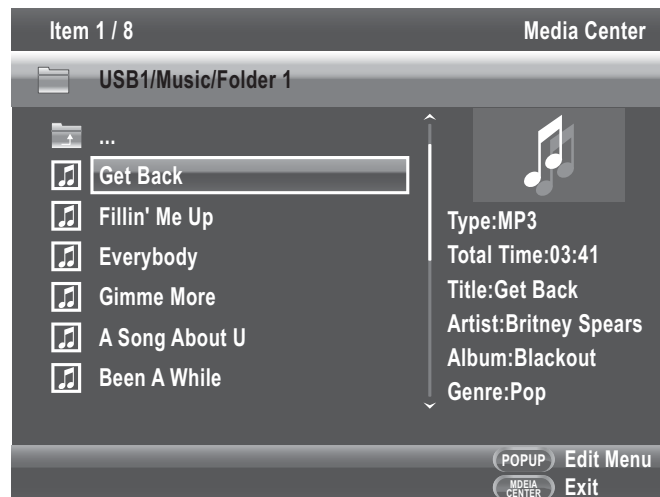 Item 1 / 8
Media Center
USB1/Music/Folder 1
...
Get Back
Fillin' Me Up
Everybody
Gimme More
A Song About U
Been A While
Type:MP3
Total Time:03:41
Title:Get Back
Artist:Britney Spears
Album:Blackout
Genre:Pop
POPUP Edit Menu
MDEIA CENTER Exit